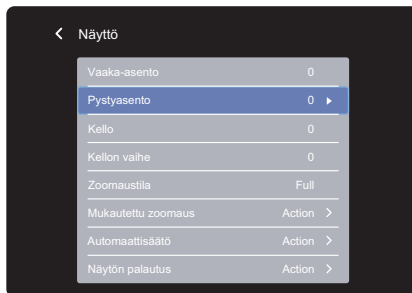 Näyttö
Vaaka-asento 0
Pystyasento 0
Kello 0
Kellon vaihe 0
Zoomaustila Full
Mukautettu zoomaus Action
Automaattisäätö Action
Näytön palautus Action